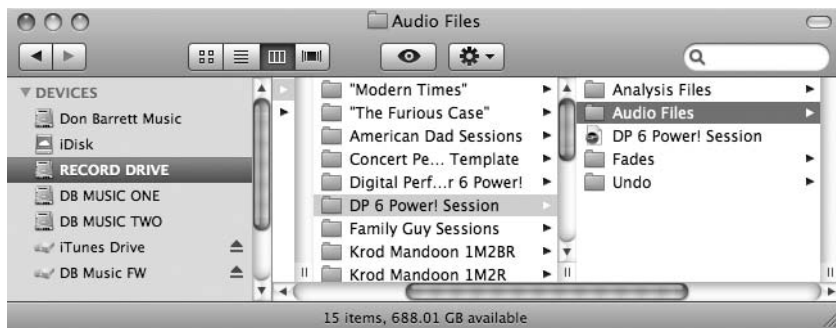 Audio Files
DEVICES
Don Barrett Music
iDisk
RECORD DRIVE
DB MUSIC ONE
DB MUSIC TWO
iTunes Drive
DB Music FW
"Modern Times"
"The Furious Case"
American Dad Sessions
Concert Pe... Template
Digital Perf...r 6 Power!
DP 6 Power! Session
Family Guy Sessions
Krod Mandoon 1M2BR
Krod Mandoon 1M2R
Analysis Files
Audio Files
DP 6 Power! Session
Fades
Undo
15 items, 688.01 GB available